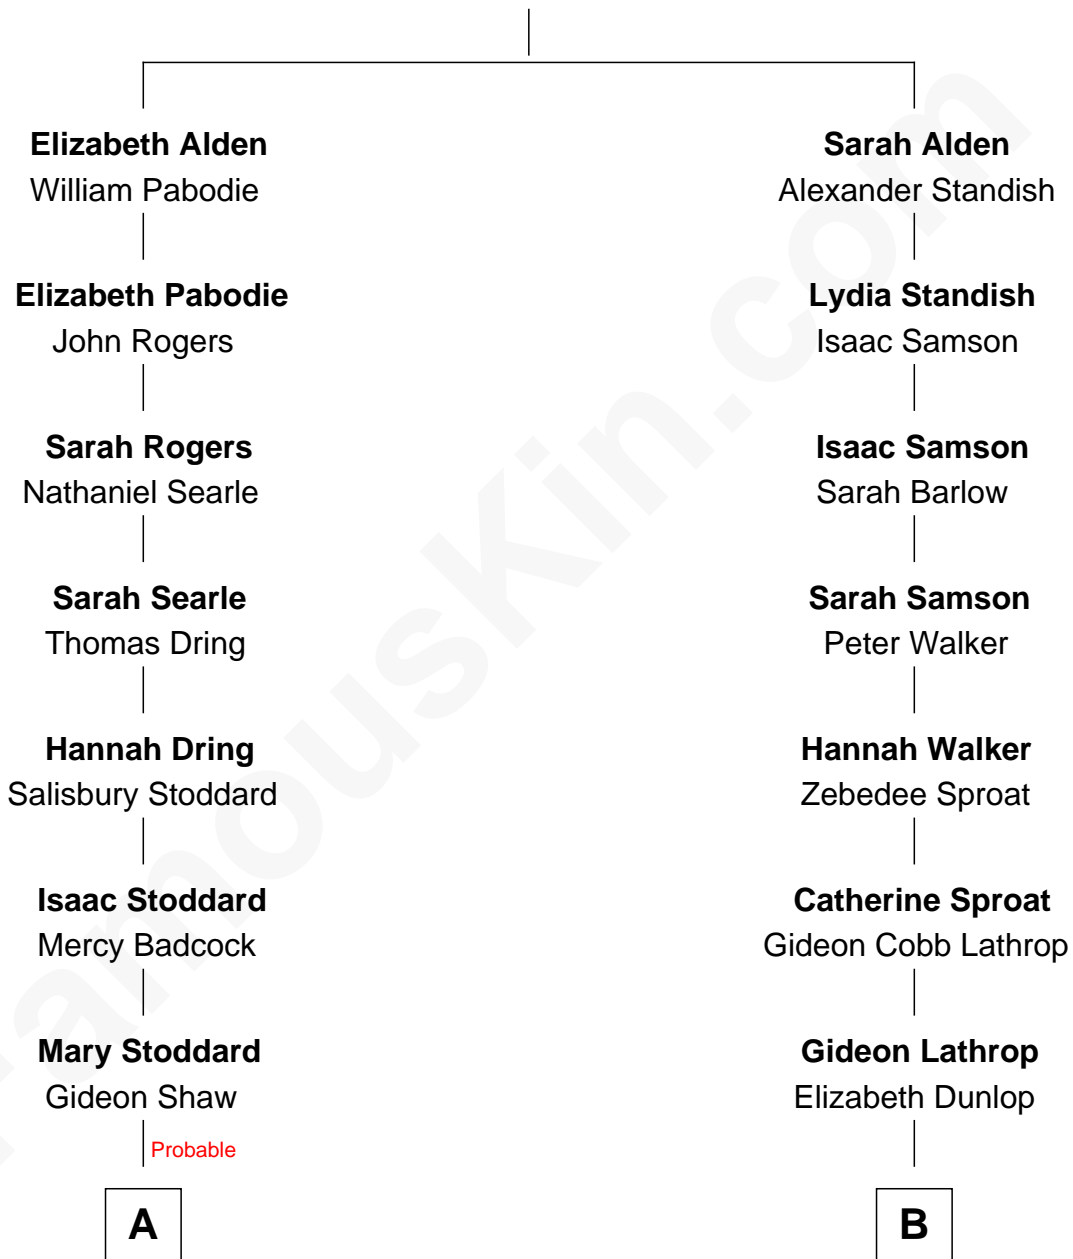 Elizabeth Alden
William Pabodie
Sarah Alden
Alexander Standish
Elizabeth Pabodie
John Rogers
Lydia Standish
Isaac Samson
Sarah Rogers
Nathaniel Searle
Isaac Samson
Sarah Barlow
Sarah Searle
Thomas Dring
Sarah Samson
Peter Walker
Hannah Dring
Salisbury Stoddard
Hannah Walker
Zebedee Sproat
Isaac Stoddard
Mercy Badcock
Catherine Sproat
Gideon Cobb Lathrop
Mary Stoddard
Gideon Shaw
Gideon Lathrop
Elizabeth Dunlop
Probable
A
B
FamousKin.com